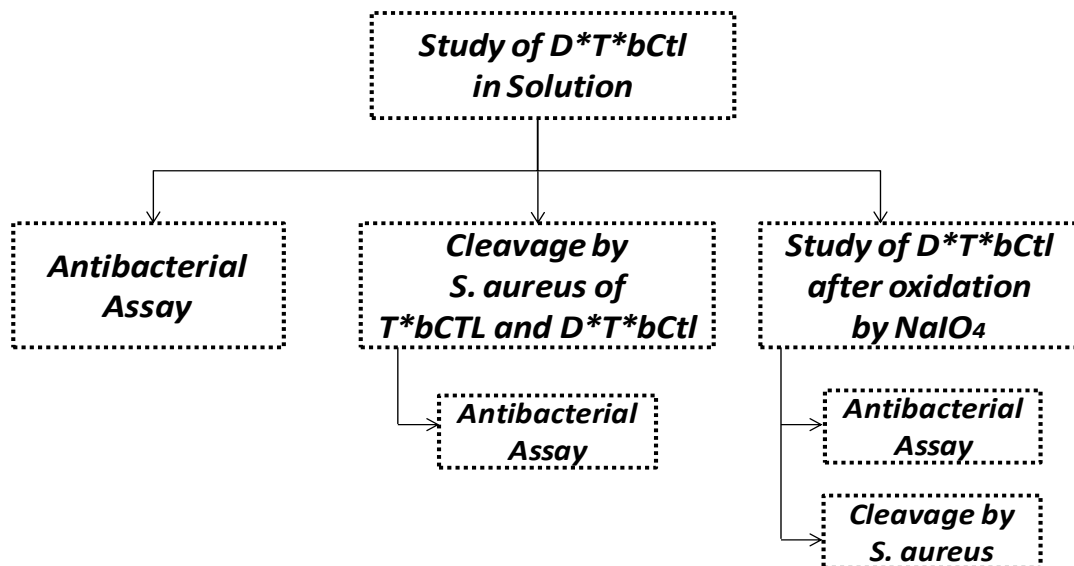 Study of D*T*bCtl
in Solution
Antibacterial
Assay
Cleavage by
S. aureus of
T*bCTL and D*T*bCtl
Study of D*T*bCtl
after oxidation
by NaIO4
Antibacterial
Assay
Antibacterial
Assay
Cleavage by
S. aureus